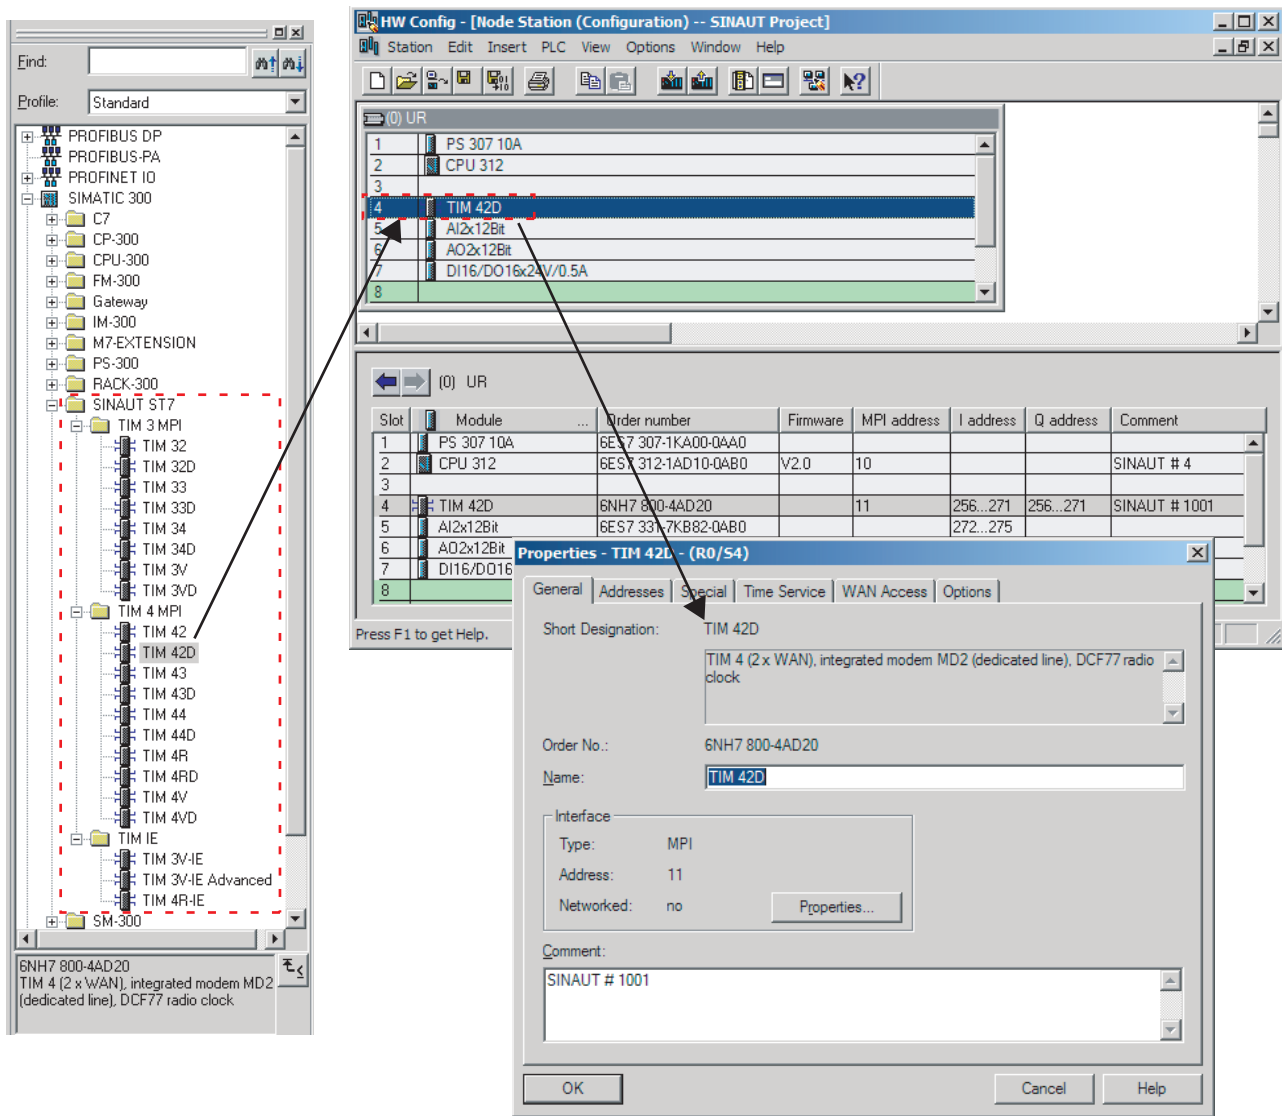 Find:
Profile:
Standard
PROFIBUS DP
PROFIBUS-PA
PROFINET IO
SIMATIC 300
C7
CP-300
CPU-300
FM-300
Gateway
IM-300
M7-EXTENSION
PS-300
RACK-300
SINAUT ST7
TIM 3 MPI
TIM 32
TIM 32D
TIM 33
TIM 33D
TIM 34
TIM 34D
TIM 3V
TIM 3VD
TIM 4 MPI
TIM 42
TIM 42D
TIM 43
TIM 43D
TIM 44
TIM 44D
TIM 4R
TIM 4RD
TIM 4V
TIM 4VD
TIM IE
TIM 3V-IE
TIM 3V-IE Advanced
TIM 4R-IE
SM-300
6NH7 800-4AD20
TIM 4 (2 x WAN), integrated modem MD2
(dedicated line), DCF77 radio clock
HW Config - [Node Station (Configuration) -- SINAUT Project]
Station Edit Insert PLC View Options Window Help
(0) UR
1 PS 307 10A
2 CPU 312
3
4 TIM 42D
5 AI2x12Bit
6 AO2x12Bit
7 DI16/DO16x24V/0.5A
8
(0) UR
Slot Module ... Order number Firmware MPI address I address Q address Comment
1 PS 307 10A 6ES7 307-1KA00-0AA0
2 CPU 312 6ES7 312-1AD10-0AB0 V2.0 10 SINAUT # 4
3
4 TIM 42D 6NH7 800-4AD20 11 256...271 256...271 SINAUT # 1001
5 AI2x12Bit 6ES7 331-7KB82-0AB0 272...275
6 AO2x12Bit
7 DI16/DO16
8
Press F1 to get Help.
Properties - TIM 42D - (R0/S4)
General Addresses Special Time Service WAN Access Options
Short Designation: TIM 42D
TIM 4 (2 x WAN), integrated modem MD2 (dedicated line), DCF77 radio
clock
Order No.: 6NH7 800-4AD20
Name: TIM 42D
Interface
Type: MPI
Address: 11
Networked: no
Properties...
Comment:
SINAUT # 1001
OK Cancel Help